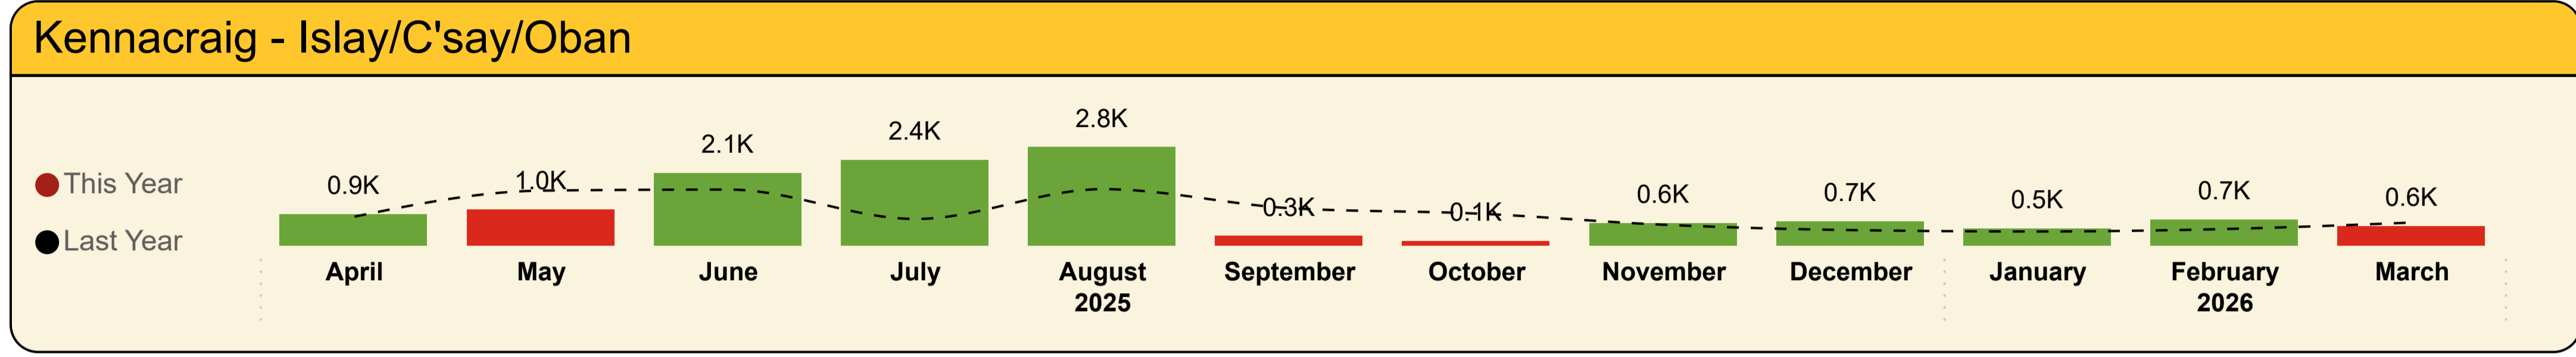 Kennacraig - Islay/C'say/Oban
This Year
Last Year
0.9K
1.0K
2.1K
2.4K
2.8K
0.3K
0.1K
0.6K
0.7K
0.5K
0.7K
0.6K
April May June July August September October November December January February March
2025 2026